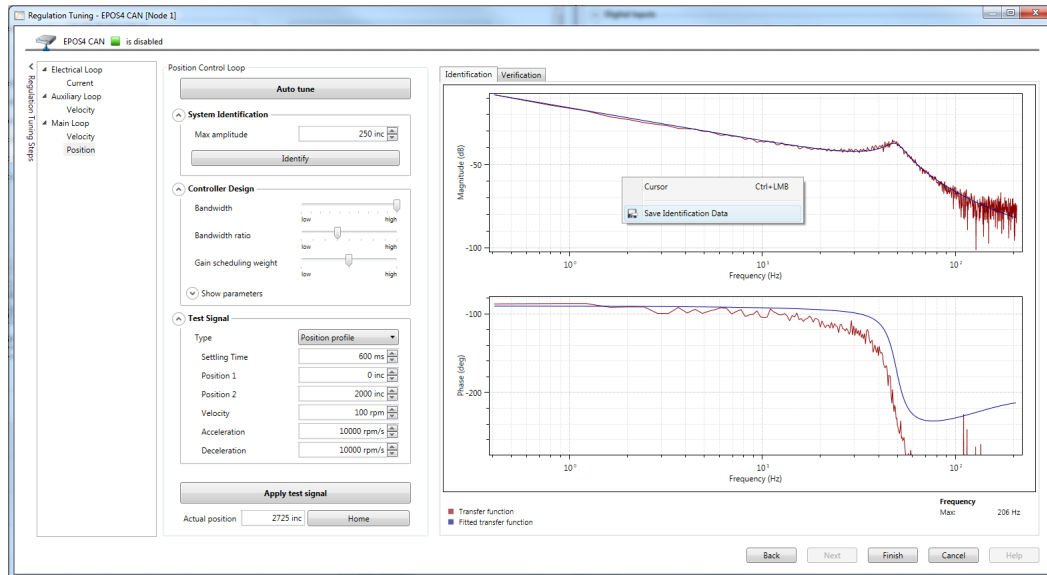 Regulation Tuning - EPOS4 CAN [Node 1]
Digital Inputs
EPOS4 CAN is disabled
Regulation Tuning Steps
Electrical Loop
Current
Auxiliary Loop
Velocity
Main Loop
Velocity
Position
Position Control Loop
Auto tune
System Identification
Max amplitude 250 inc
Identify
Controller Design
Bandwidth
low high
Bandwidth ratio
low high
Gain scheduling weight
low high
Show parameters
Test Signal
Type Position profile
Settling Time 600 ms
Position 1 0 inc
Position 2 2000 inc
Velocity 100 rpm
Acceleration 10000 rpm/s
Deceleration 10000 rpm/s
Apply test signal
Actual position 2725 inc Home
Identification Verification
Magnitude (dB)
-50
-100
Cursor Ctrl+LMB
Save Identification Data
10⁰ 10¹ 10²
Frequency (Hz)
Phase (deg)
-100
-200
10⁰ 10¹ 10²
Frequency (Hz)
Transfer function
Fitted transfer function
Frequency
Max: 206 Hz
Back Next Finish Cancel Help